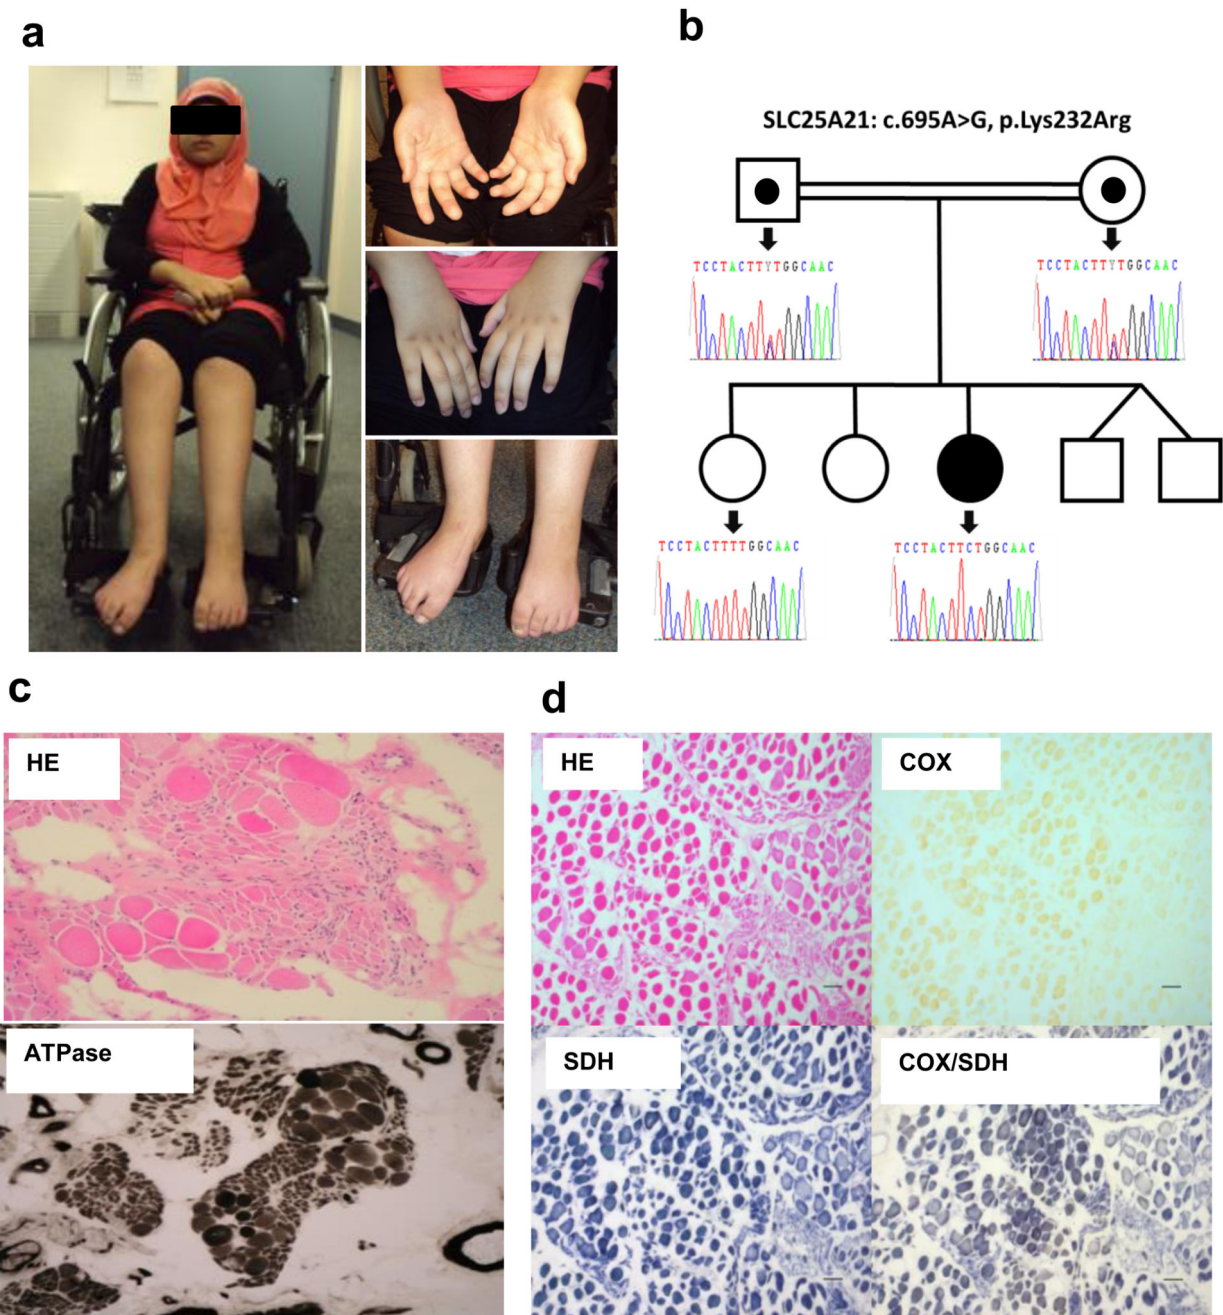 a
b
SLC25A21: c.695A>G, p.Lys232Arg
TCCTACTTYTGGCAAC
TCCTACTTYTGGCAAC
TCCTACTTTTGGCAAC
TCCTACTTCTGGCAAC
c
d
HE
HE
COX
ATPase
SDH
COX/SDH